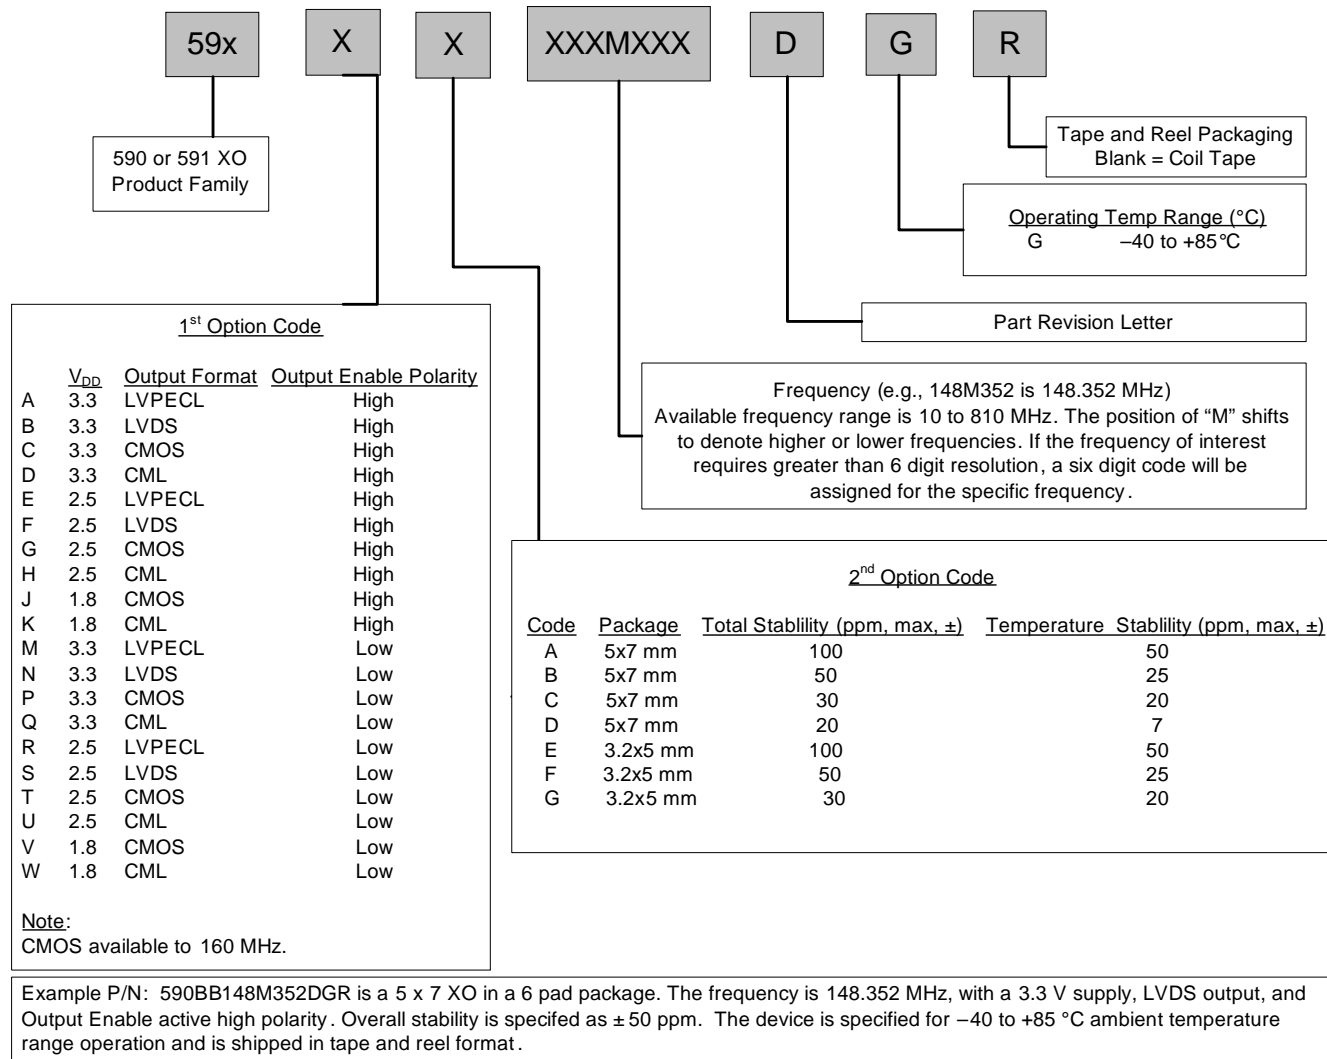 59x X X XXXMXXX D G R
590 or 591 XO
Product Family
Tape and Reel Packaging
Blank = Coil Tape
Operating Temp Range (°C)
G –40 to +85°C
Part Revision Letter
Frequency (e.g., 148M352 is 148.352 MHz)
Available frequency range is 10 to 810 MHz. The position of “M” shifts
to denote higher or lower frequencies. If the frequency of interest
requires greater than 6 digit resolution, a six digit code will be
assigned for the specific frequency.
1st Option Code
VDD Output Format Output Enable Polarity
A 3.3 LVPECL High
B 3.3 LVDS High
C 3.3 CMOS High
D 3.3 CML High
E 2.5 LVPECL High
F 2.5 LVDS High
G 2.5 CMOS High
H 2.5 CML High
J 1.8 CMOS High
K 1.8 CML High
M 3.3 LVPECL Low
N 3.3 LVDS Low
P 3.3 CMOS Low
Q 3.3 CML Low
R 2.5 LVPECL Low
S 2.5 LVDS Low
T 2.5 CMOS Low
U 2.5 CML Low
V 1.8 CMOS Low
W 1.8 CML Low
Note:
CMOS available to 160 MHz.
2nd Option Code
Code Package Total Stablility (ppm, max, ±) Temperature Stablility (ppm, max, ±)
A 5x7 mm 100 50
B 5x7 mm 50 25
C 5x7 mm 30 20
D 5x7 mm 20 7
E 3.2x5 mm 100 50
F 3.2x5 mm 50 25
G 3.2x5 mm 30 20
Example P/N: 590BB148M352DGR is a 5 x 7 XO in a 6 pad package. The frequency is 148.352 MHz, with a 3.3 V supply, LVDS output, and
Output Enable active high polarity. Overall stability is specifed as ±50 ppm. The device is specified for –40 to +85 °C ambient temperature
range operation and is shipped in tape and reel format.